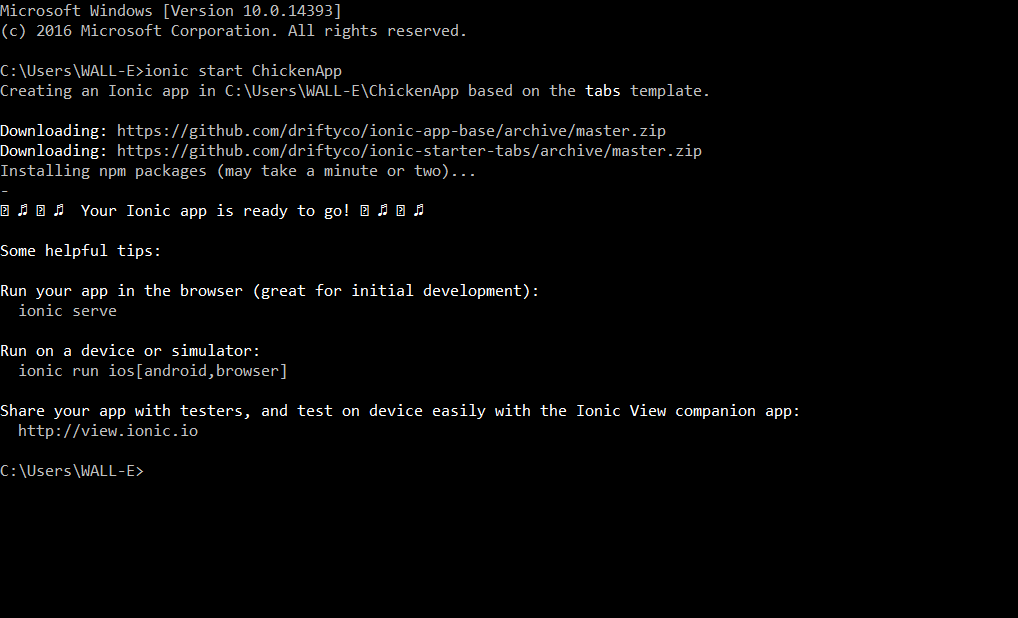 Microsoft Windows [Version 10.0.14393]
(c) 2016 Microsoft Corporation. All rights reserved.
C:\Users\WALL-E>ionic start ChickenApp
Creating an Ionic app in C:\Users\WALL-E\ChickenApp based on the tabs template.
Downloading: https://github.com/driftyco/ionic-app-base/archive/master.zip
Downloading: https://github.com/driftyco/ionic-starter-tabs/archive/master.zip
Installing npm packages (may take a minute or two)...
-
⍰ ♬ ⍰ ♬  Your Ionic app is ready to go! ⍰ ♬ ⍰ ♬
Some helpful tips:
Run your app in the browser (great for initial development):
  ionic serve
Run on a device or simulator:
  ionic run ios[android,browser]
Share your app with testers, and test on device easily with the Ionic View companion app:
  http://view.ionic.io
C:\Users\WALL-E>